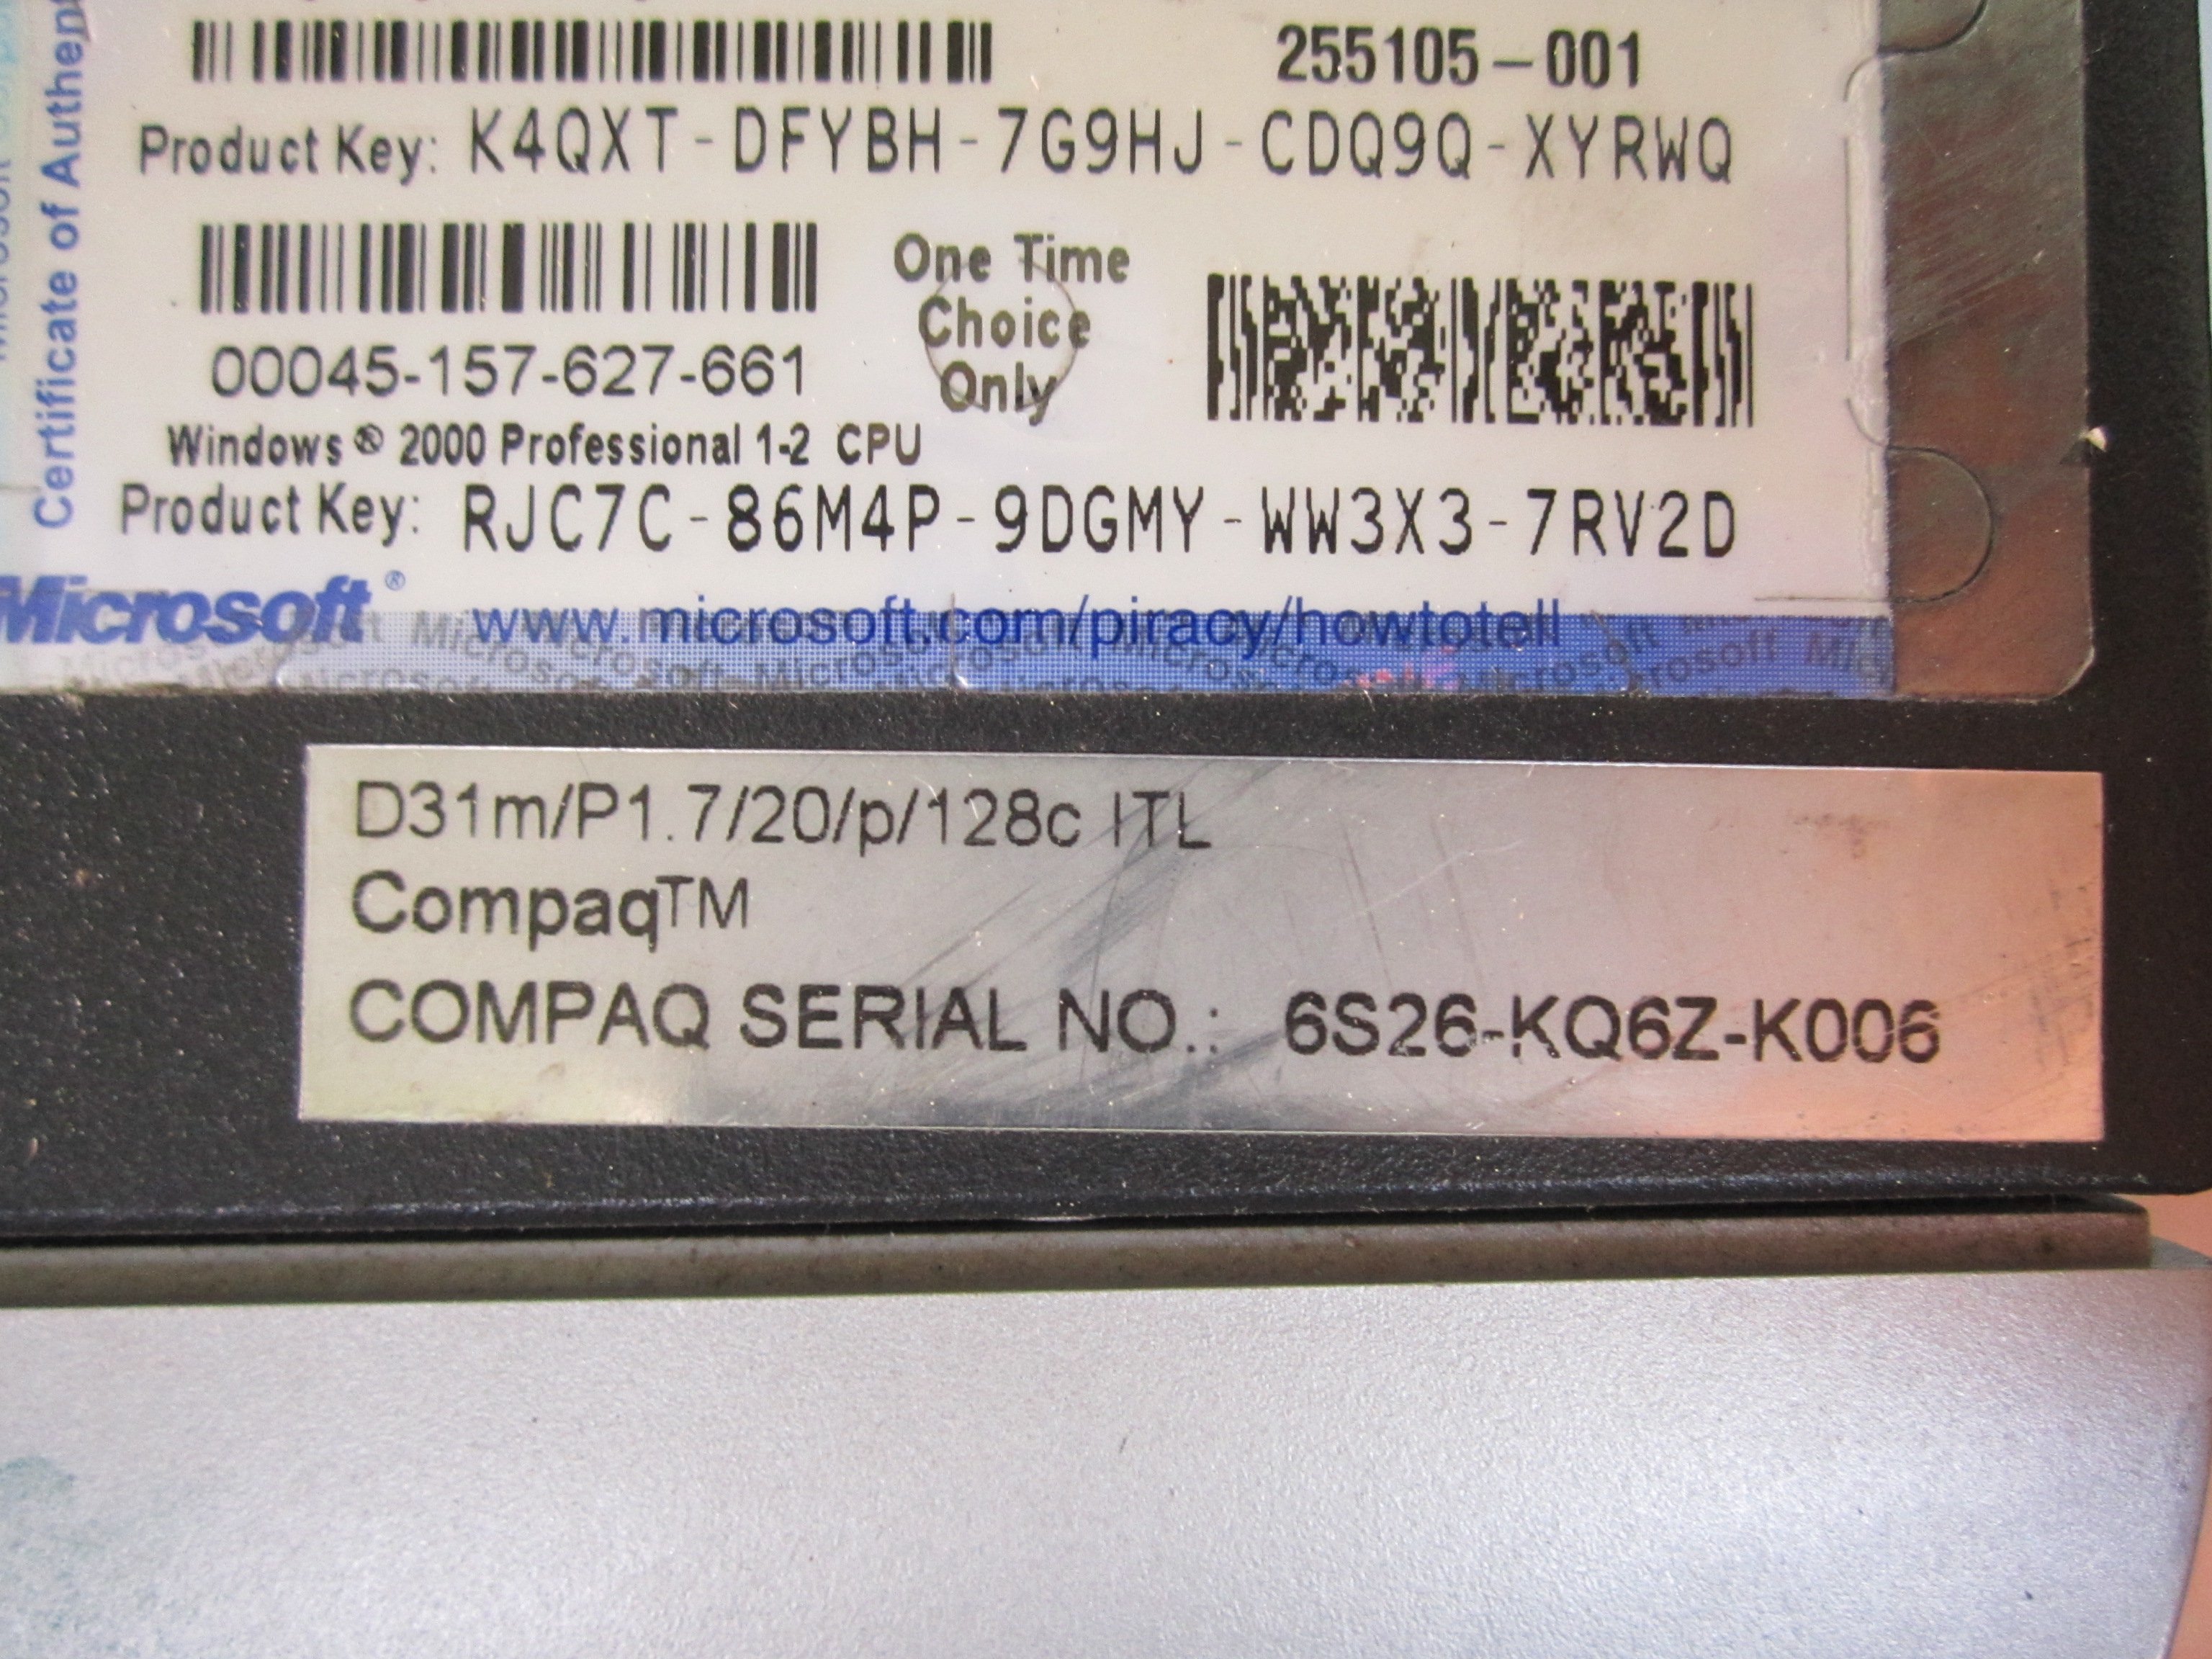 255105-001
Product Key: K4QXT-DFYBH-7G9HJ-CDQ9Q-XYRWQ
Certificate of Authen
00045-157-627-661
One Time
Choice
Only
Windows® 2000 Professional 1-2 CPU
Product Key: RJC7C-86M4P-9DGMY-WW3X3-7RV2D
Microsoft®
www.microsoft.com/piracy/howtotell
D31m/P1.7/20/p/128c ITL
Compaq™
COMPAQ SERIAL NO.: 6S26-KQ6Z-K006